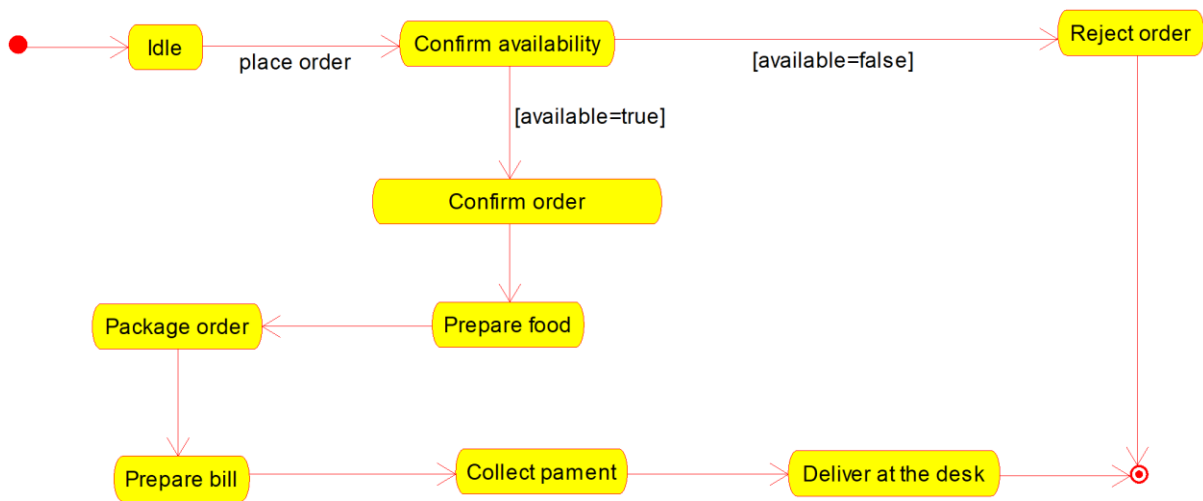 Idle
place order
Confirm availability
[available=false]
Reject order
[available=true]
Confirm order
Prepare food
Package order
Prepare bill
Collect pament
Deliver at the desk